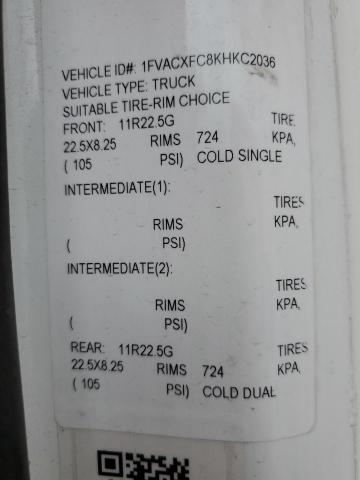 VEHICLE ID#: 1FVACXFC8KHKC2036
VEHICLE TYPE: TRUCK
SUITABLE TIRE-RIM CHOICE
FRONT: 11R22.5G TIRE
22.5X8.25 RIMS 724 KPA,
( 105 PSI) COLD SINGLE
INTERMEDIATE(1):
TIRES
RIMS KPA,
( PSI)
INTERMEDIATE(2):
TIRES
RIMS KPA,
( PSI)
REAR: 11R22.5G TIRES
22.5X8.25 RIMS 724 KPA,
( 105 PSI) COLD DUAL